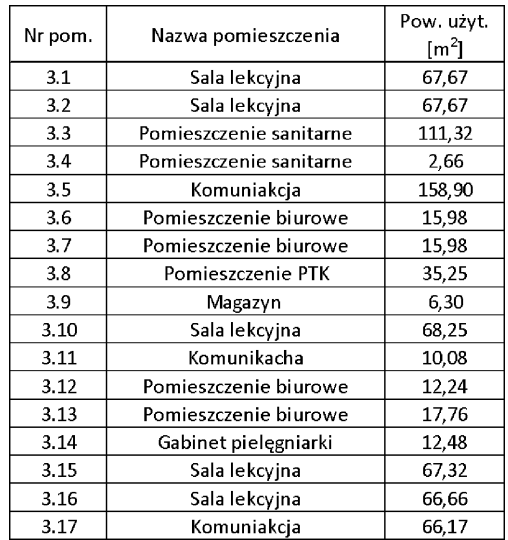 Nr pom. Nazwa pomieszczenia Pow. użyt. [m²]
3.1 Sala lekcyjna 67,67
3.2 Sala lekcyjna 67,67
3.3 Pomieszczenie sanitarne 111,32
3.4 Pomieszczenie sanitarne 2,66
3.5 Komuniakcja 158,90
3.6 Pomieszczenie biurowe 15,98
3.7 Pomieszczenie biurowe 15,98
3.8 Pomieszczenie PTK 35,25
3.9 Magazyn 6,30
3.10 Sala lekcyjna 68,25
3.11 Komunikacha 10,08
3.12 Pomieszczenie biurowe 12,24
3.13 Pomieszczenie biurowe 17,76
3.14 Gabinet pielęgniarki 12,48
3.15 Sala lekcyjna 67,32
3.16 Sala lekcyjna 66,66
3.17 Komuniakcja 66,17